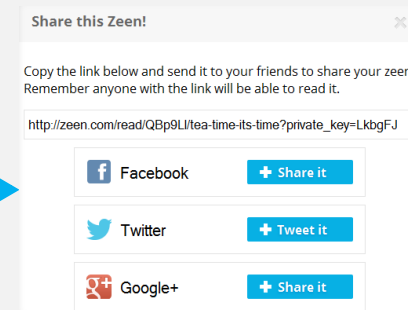 Share this Zeen!
Copy the link below and send it to your friends to share your zeen
Remember anyone with the link will be able to read it.
http://zeen.com/read/QBp9Ll/tea-time-its-time?private_key=LkbgFJ
Facebook
Share it
Twitter
Tweet it
Google+
Share it